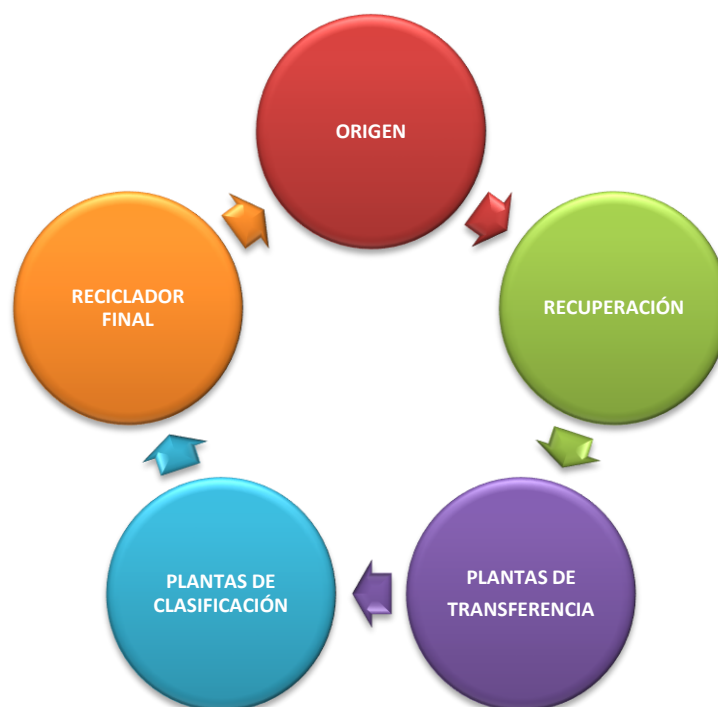 ORIGEN
RECUPERACIÓN
PLANTAS DE
TRANSFERENCIA
PLANTAS DE
CLASIFICACIÓN
RECICLADOR
FINAL